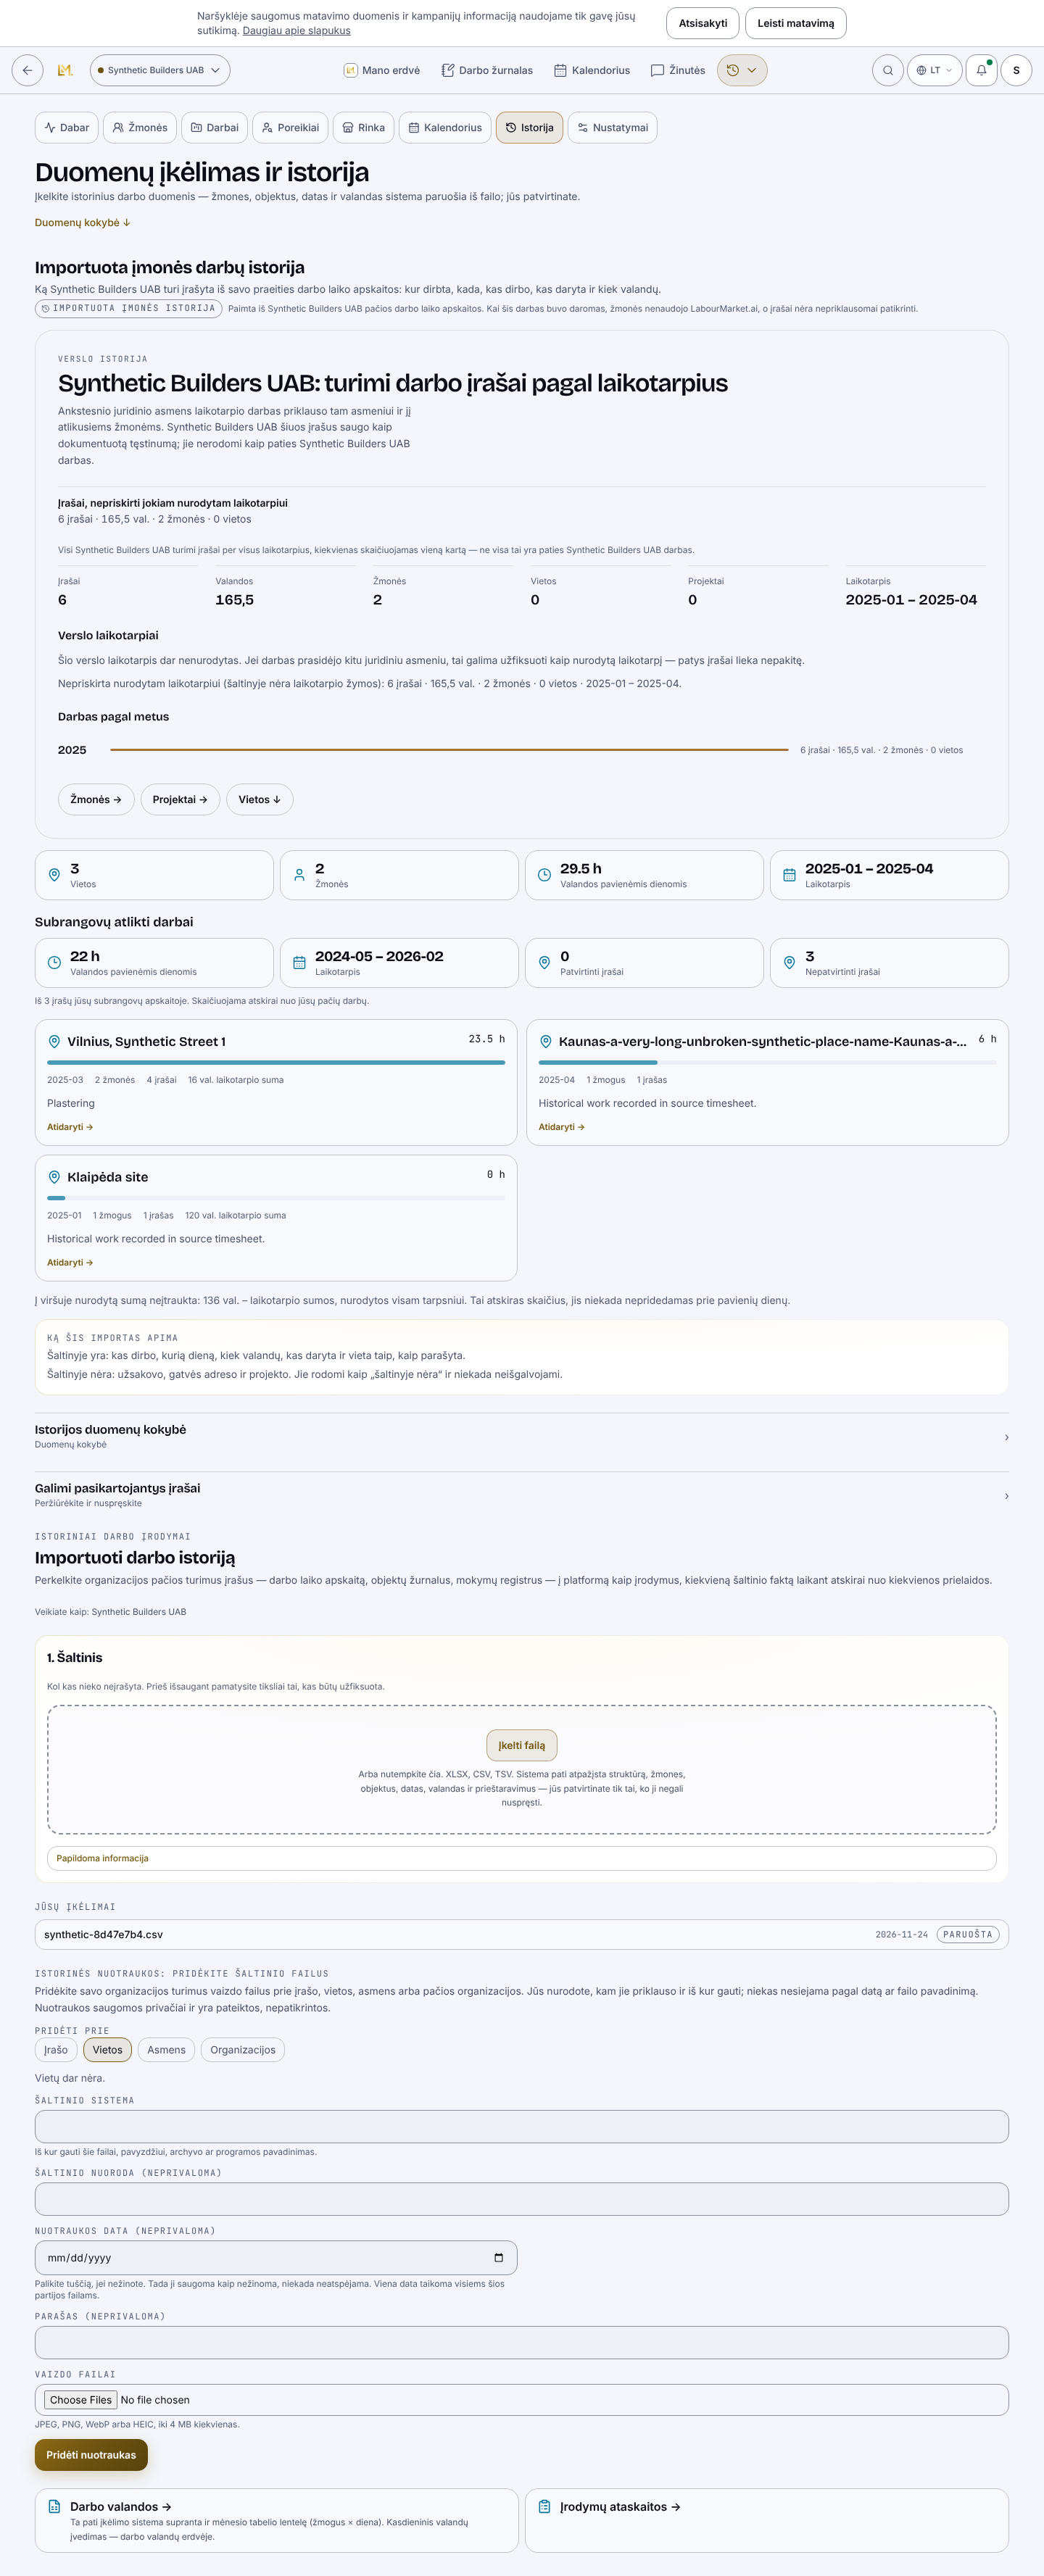 Naršyklėje saugomus matavimo duomenis ir kampanijų informaciją naudojame tik gavę jūsų
sutikimą. Daugiau apie slapukus
Atsisakyti
Leisti matavimą
Synthetic Builders UAB
Mano erdvė
Darbo žurnalas
Kalendorius
Žinutės
LT
S
Dabar
Žmonės
Darbai
Poreikiai
Rinka
Kalendorius
Istorija
Nustatymai
Duomenų įkėlimas ir istorija
Įkelkite istorinius darbo duomenis — žmones, objektus, datas ir valandas sistema paruošia iš failo; jūs patvirtinate.
Duomenų kokybė ↓
Importuota įmonės darbų istorija
Ką Synthetic Builders UAB turi įrašyta iš savo praeities darbo laiko apskaitos: kur dirbta, kada, kas dirbo, kas daryta ir kiek valandų.
IMPORTUOTA ĮMONĖS ISTORIJA
Paimta iš Synthetic Builders UAB pačios darbo laiko apskaitos. Kai šis darbas buvo daromas, žmonės nenaudojo LabourMarket.ai, o įrašai nėra nepriklausomai patikrinti.
VERSLO ISTORIJA
Synthetic Builders UAB: turimi darbo įrašai pagal laikotarpius
Ankstesnio juridinio asmens laikotarpio darbas priklauso tam asmeniui ir jį
atlikusiems žmonėms. Synthetic Builders UAB šiuos įrašus saugo kaip
dokumentuotą tęstinumą; jie nerodomi kaip paties Synthetic Builders UAB
darbas.
Įrašai, nepriskirti jokiam nurodytam laikotarpiui
6 įrašai · 165,5 val. · 2 žmonės · 0 vietos
Visi Synthetic Builders UAB turimi įrašai per visus laikotarpius, kiekvienas skaičiuojamas vieną kartą — ne visa tai yra paties Synthetic Builders UAB darbas.
Įrašai
6
Valandos
165,5
Žmonės
2
Vietos
0
Projektai
0
Laikotarpis
2025-01 – 2025-04
Verslo laikotarpiai
Šio verslo laikotarpis dar nenurodytas. Jei darbas prasidėjo kitu juridiniu asmeniu, tai galima užfiksuoti kaip nurodytą laikotarpį — patys įrašai lieka nepakitę.
Nepriskirta nurodytam laikotarpiui (šaltinyje nėra laikotarpio žymos): 6 įrašai · 165,5 val. · 2 žmonės · 0 vietos · 2025-01 – 2025-04.
Darbas pagal metus
2025
6 įrašai · 165,5 val. · 2 žmonės · 0 vietos
Žmonės →
Projektai →
Vietos ↓
3
Vietos
2
Žmonės
29.5 h
Valandos pavienėmis dienomis
2025-01 – 2025-04
Laikotarpis
Subrangovų atlikti darbai
22 h
Valandos pavienėmis dienomis
2024-05 – 2026-02
Laikotarpis
0
Patvirtinti įrašai
3
Nepatvirtinti įrašai
Iš 3 įrašų jūsų subrangovų apskaitoje. Skaičiuojama atskirai nuo jūsų pačių darbų.
Vilnius, Synthetic Street 1
23.5 h
2025-03 2 žmonės 4 įrašai 16 val. laikotarpio suma
Plastering
Atidaryti →
Kaunas-a-very-long-unbroken-synthetic-place-name-Kaunas-a-...
6 h
2025-04 1 žmogus 1 įrašas
Historical work recorded in source timesheet.
Atidaryti →
Klaipėda site
0 h
2025-01 1 žmogus 1 įrašas 120 val. laikotarpio suma
Historical work recorded in source timesheet.
Atidaryti →
Į viršuje nurodytą sumą neįtraukta: 136 val. – laikotarpio sumos, nurodytos visam tarpsniui. Tai atskiras skaičius, jis niekada nepridedamas prie pavienių dienų.
KĄ ŠIS IMPORTAS APIMA
Šaltinyje yra: kas dirbo, kurią dieną, kiek valandų, kas daryta ir vieta taip, kaip parašyta.
Šaltinyje nėra: užsakovo, gatvės adreso ir projekto. Jie rodomi kaip „šaltinyje nėra“ ir niekada neišgalvojami.
Istorijos duomenų kokybė
Duomenų kokybė
Galimi pasikartojantys įrašai
Peržiūrėkite ir nuspręskite
ISTORINIAI DARBO ĮRODYMAI
Importuoti darbo istoriją
Perkelkite organizacijos pačios turimus įrašus — darbo laiko apskaitą, objektų žurnalus, mokymų registrus — į platformą kaip įrodymus, kiekvieną šaltinio faktą laikant atskirai nuo kiekvienos prielaidos.
Veikiate kaip: Synthetic Builders UAB
1. Šaltinis
Kol kas nieko neįrašyta. Prieš išsaugant pamatysite tiksliai tai, kas būtų užfiksuota.
Įkelti failą
Arba nutempkite čia. XLSX, CSV, TSV. Sistema pati atpažįsta struktūrą, žmones,
objektus, datas, valandas ir prieštaravimus — jūs patvirtinate tik tai, ko ji negali
nuspręsti.
Papildoma informacija
JŪSŲ ĮKĖLIMAI
synthetic-8d47e7b4.csv
2026-11-24
PARUOŠTA
ISTORINĖS NUOTRAUKOS: PRIDĖKITE ŠALTINIO FAILUS
Pridėkite savo organizacijos turimus vaizdo failus prie įrašo, vietos, asmens arba pačios organizacijos. Jūs nurodote, kam jie priklauso ir iš kur gauti; niekas nesiejama pagal datą ar failo pavadinimą.
Nuotraukos saugomos privačiai ir yra pateiktos, nepatikrintos.
PRIDĖTI PRIE
Įrašo
Vietos
Asmens
Organizacijos
Vietų dar nėra.
ŠALTINIO SISTEMA
Iš kur gauti šie failai, pavyzdžiui, archyvo ar programos pavadinimas.
ŠALTINIO NUORODA (NEPRIVALOMA)
NUOTRAUKOS DATA (NEPRIVALOMA)
mm/dd/yyyy
Palikite tuščią, jei nežinote. Tada ji saugoma kaip nežinoma, niekada neatspėjama. Viena data taikoma visiems šios
partijos failams.
PARAŠAS (NEPRIVALOMA)
VAIZDO FAILAI
Choose Files No file chosen
JPEG, PNG, WebP arba HEIC, iki 4 MB kiekvienas.
Pridėti nuotraukas
Darbo valandos →
Ta pati įkėlimo sistema supranta ir mėnesio tabelio lentelę (žmogus × diena). Kasdieninis valandų
įvedimas — darbo valandų erdvėje.
Įrodymų ataskaitos →